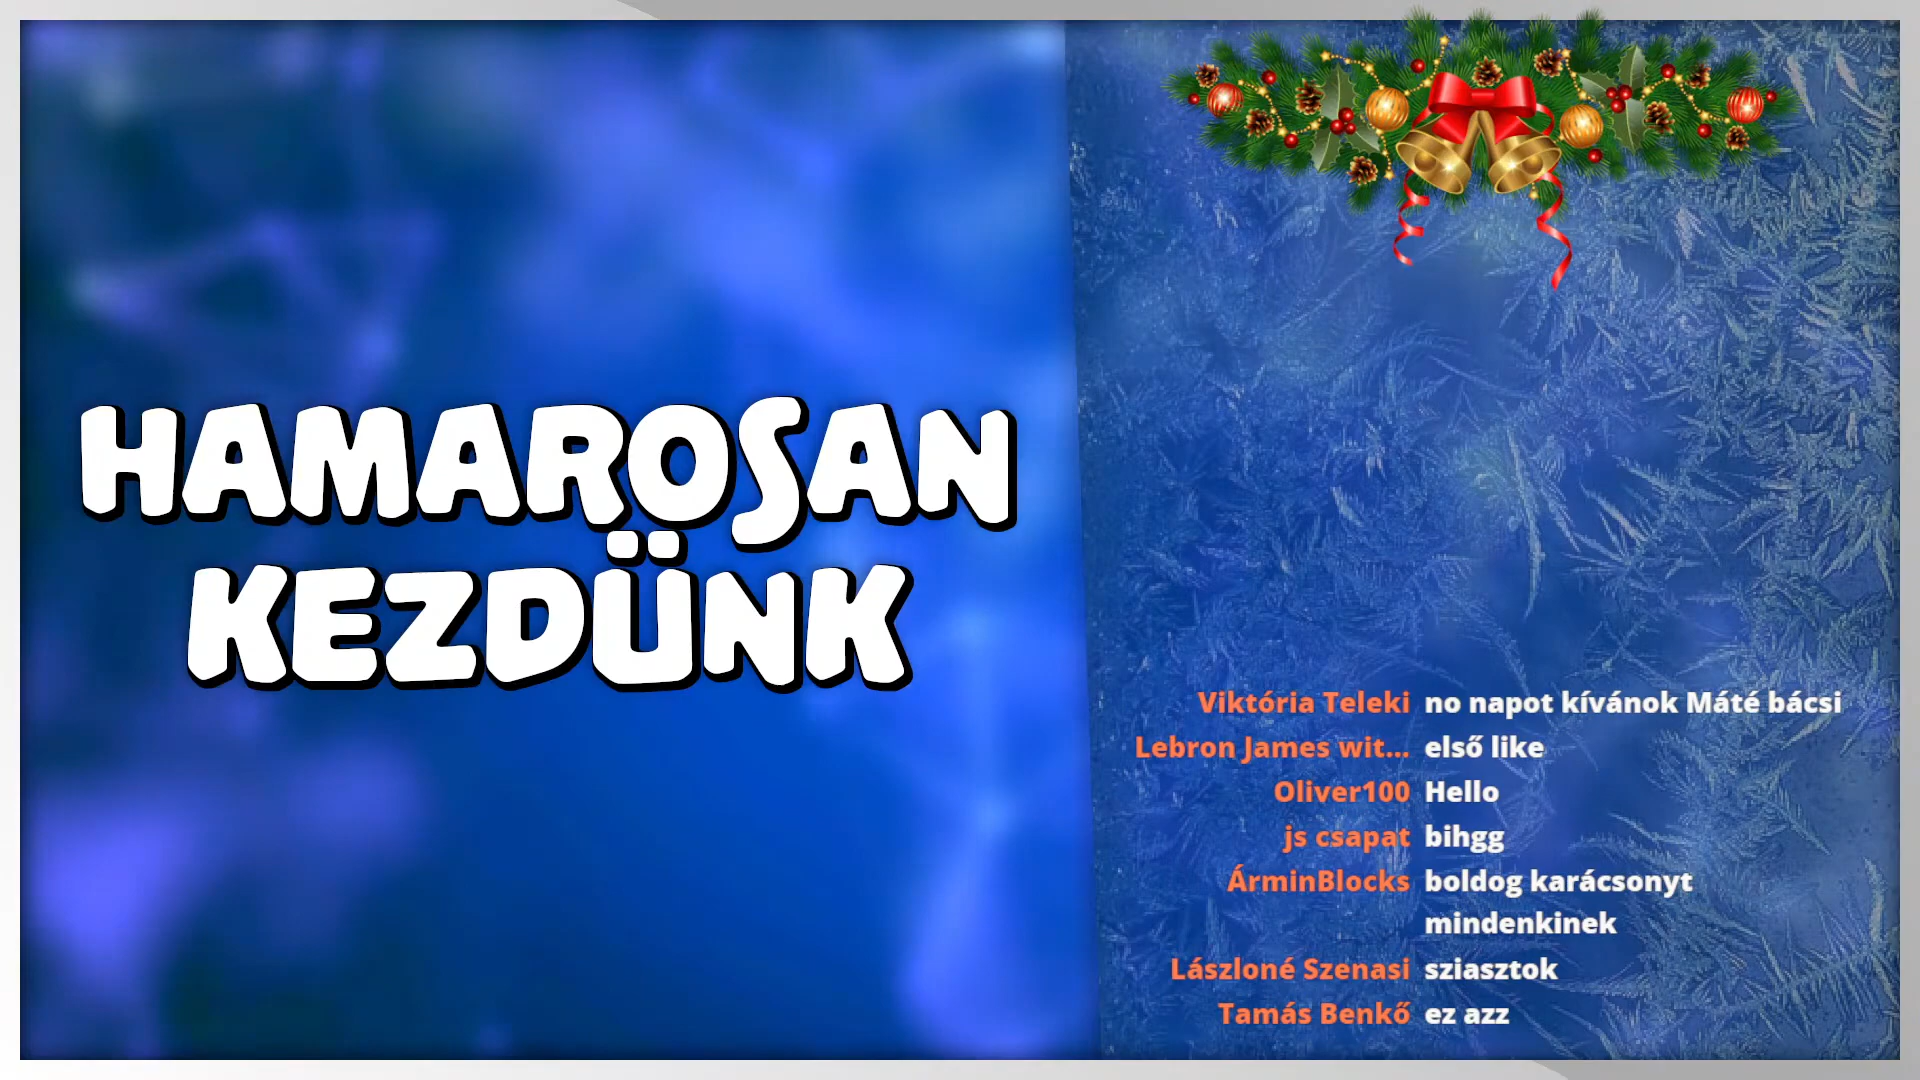 HAMAROSAN
KEZDÜNK
Viktória Teleki no napot kívánok Máté bácsi
Lebron James wit... első like
Oliver100 Hello
js csapat bihgg
ÁrminBlocks boldog karácsonyt
mindenkinek
Lászloné Szenasi sziasztok
Tamás Benkő ez azz